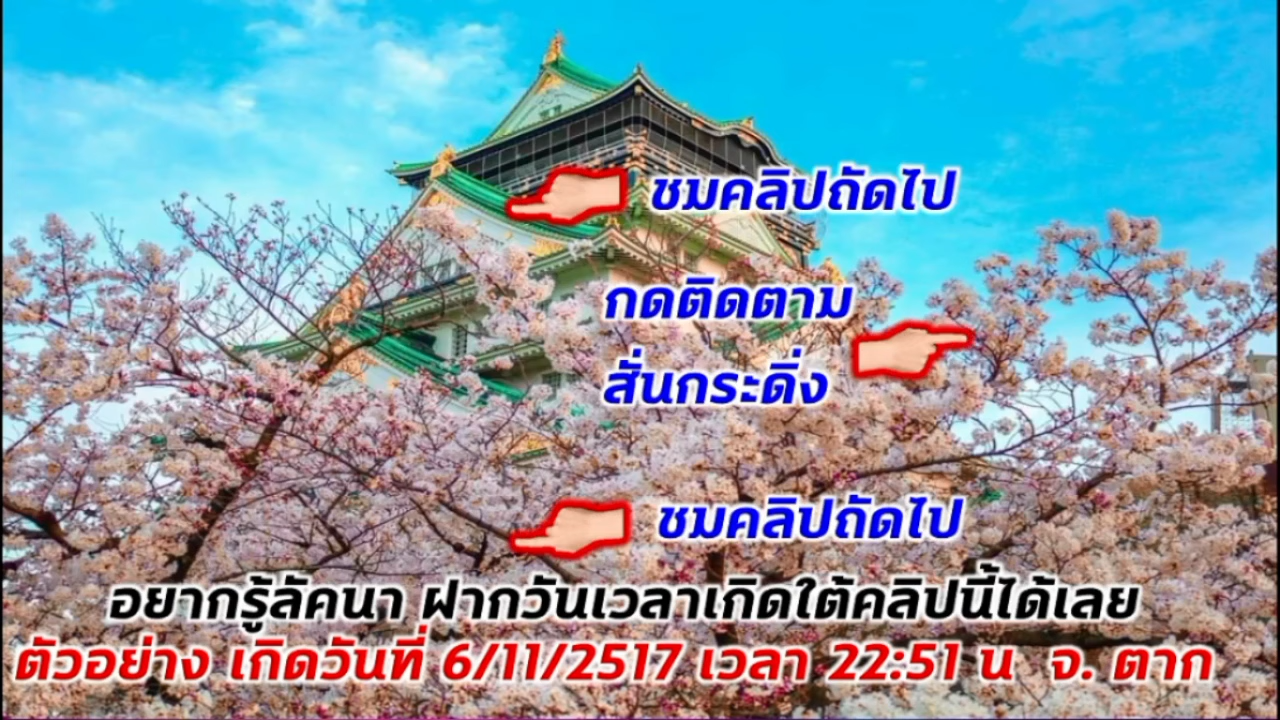 ชมคลิปถัดไป
กดติดตาม
สั่นกระดิ่ง
ชมคลิปถัดไป
อยากรู้ลัคนา ฝากวันเวลาเกิดใต้คลิปนี้ได้เลย
ตัวอย่าง เกิดวันที่ 6/11/2517 เวลา 22:51 น จ. ตาก